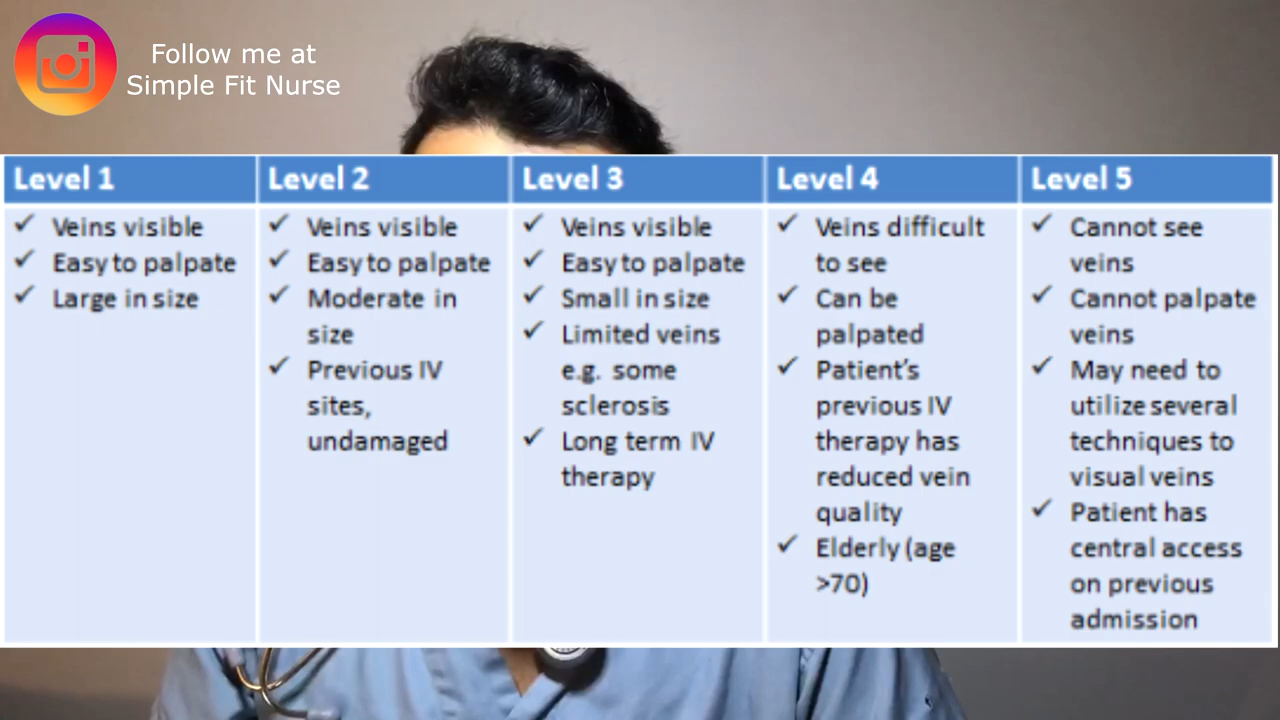 Follow me at
Simple Fit Nurse
Level 1
✓ Veins visible
✓ Easy to palpate
✓ Large in size
Level 2
✓ Veins visible
✓ Easy to palpate
✓ Moderate in
size
✓ Previous IV
sites,
undamaged
Level 3
✓ Veins visible
✓ Easy to palpate
✓ Small in size
✓ Limited veins
e.g. some
sclerosis
✓ Long term IV
therapy
Level 4
✓ Veins difficult
to see
✓ Can be
palpated
✓ Patient's
previous IV
therapy has
reduced vein
quality
✓ Elderly (age
>70)
Level 5
✓ Cannot see
veins
✓ Cannot palpate
veins
✓ May need to
utilize several
techniques to
visual veins
✓ Patient has
central access
on previous
admission